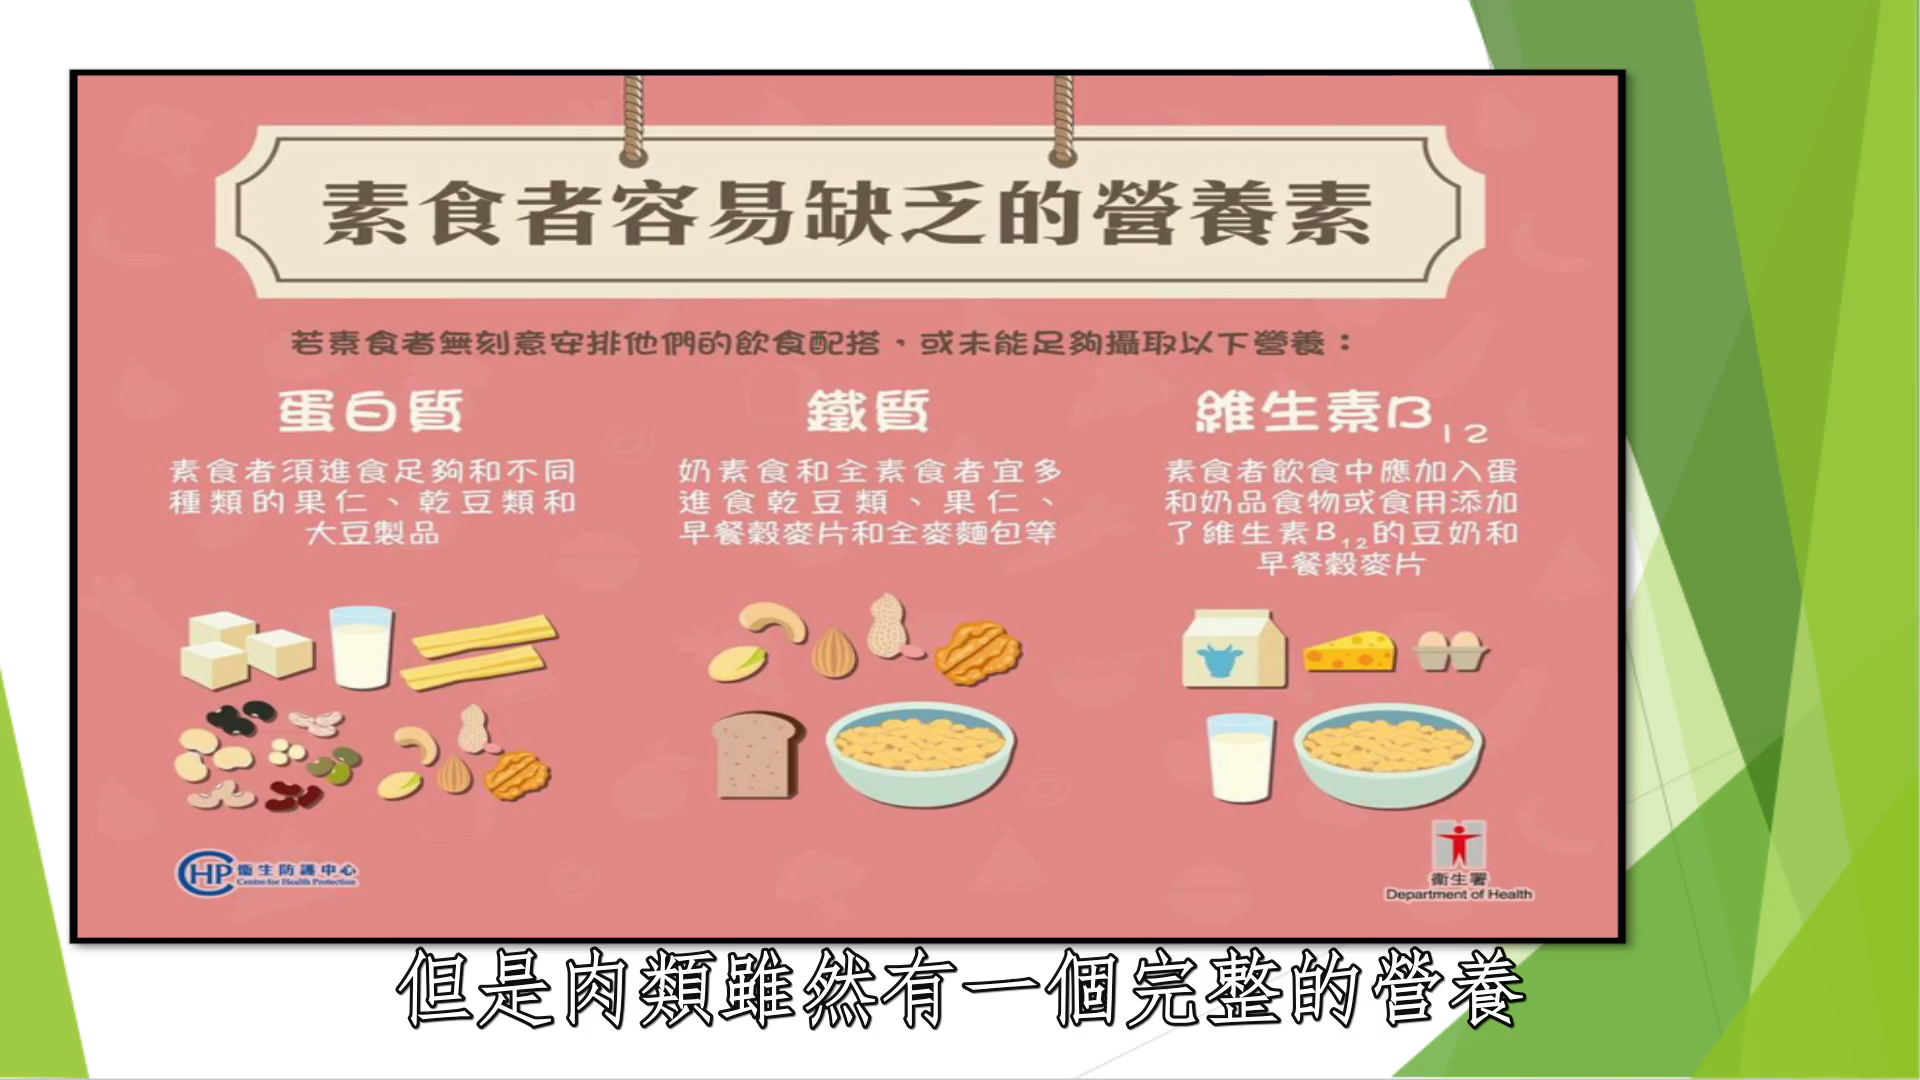 素食者容易缺乏的營養素
若素食者無刻意安排他們的飲食配搭，或未能足夠攝取以下營養：
蛋白質
素食者須進食足夠和不同
種類的果仁、乾豆類和
大豆製品
鐵質
奶素食和全素食者宜多
進食乾豆類、果仁、
早餐穀麥片和全麥麵包等
維生素B12
素食者飲食中應加入蛋
和奶品食物或食用添加
了維生素B12的豆奶和
早餐穀麥片
CHP 衞生防護中心
Centre for Health Protection
衞生署
Department of Health
但是肉類雖然有一個完整的營養